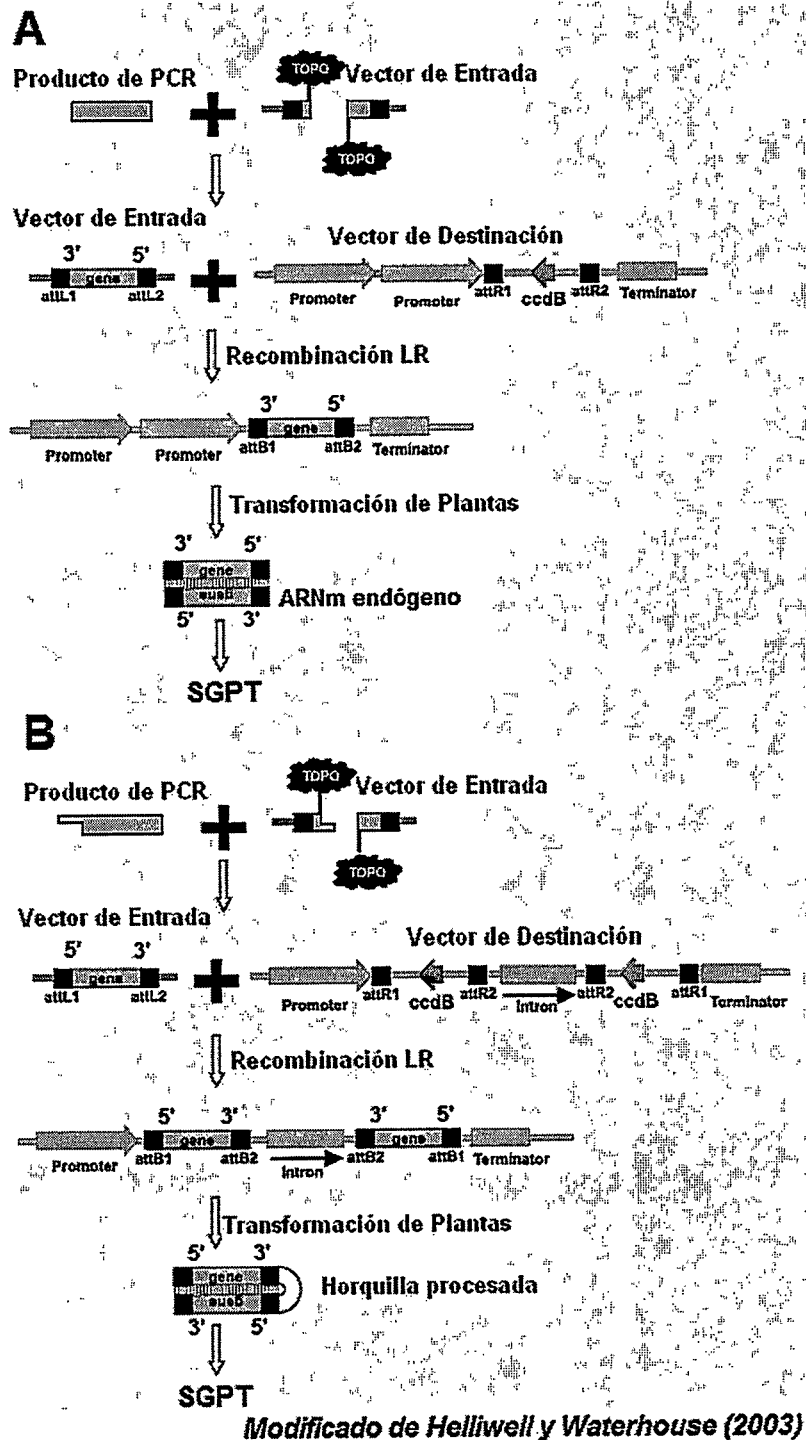 A
TOPO
Producto de PCR
Vector de Entrada
TOPO
Vector de Entrada
3' 5'
gene
attL1 attL2
Vector de Destinación
Promoter Promoter attR1 ccdB attR2 Terminator
Recombinación LR
3' 5'
gene
Promoter Promoter attB1 attB2 Terminator
Transformación de Plantas
3' 5'
gene
gene
ARNm endógeno
5' 3'
SGPT
B
TOPO
Producto de PCR
Vector de Entrada
TOPO
Vector de Entrada
5' 3'
gene
attL1 attL2
Vector de Destinación
Promoter attR1 ccdB attR2 Intron attR2 ccdB attR1 Terminator
Recombinación LR
5' 3' 3' 5'
gene gene
Promoter attB1 attB2 Intron attB2 attB1 Terminator
Transformación de Plantas
5' 3'
gene
gene
Horquilla procesada
3' 5'
SGPT
Modificado de Helliwell y Waterhouse (2003)